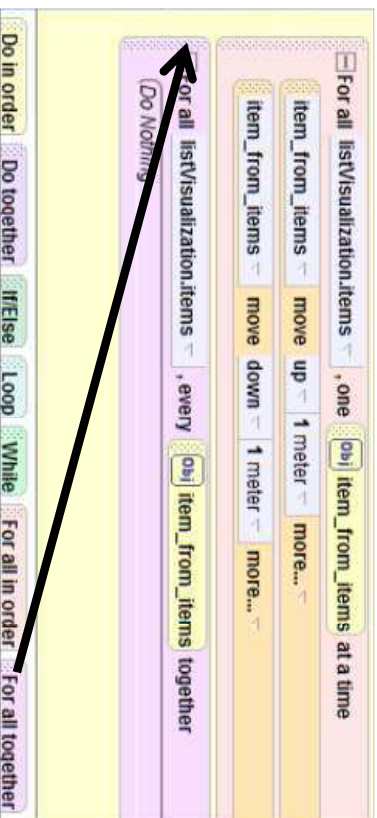 For all listVisualization.items , one Obj item_from_items at a time
item_from_items move up 1 meter more...
item_from_items move down 1 meter more...
For all listVisualization.items , every Obj item_from_items together
(Do Nothing
Do in order Do together If/Else Loop While For all in order For all together